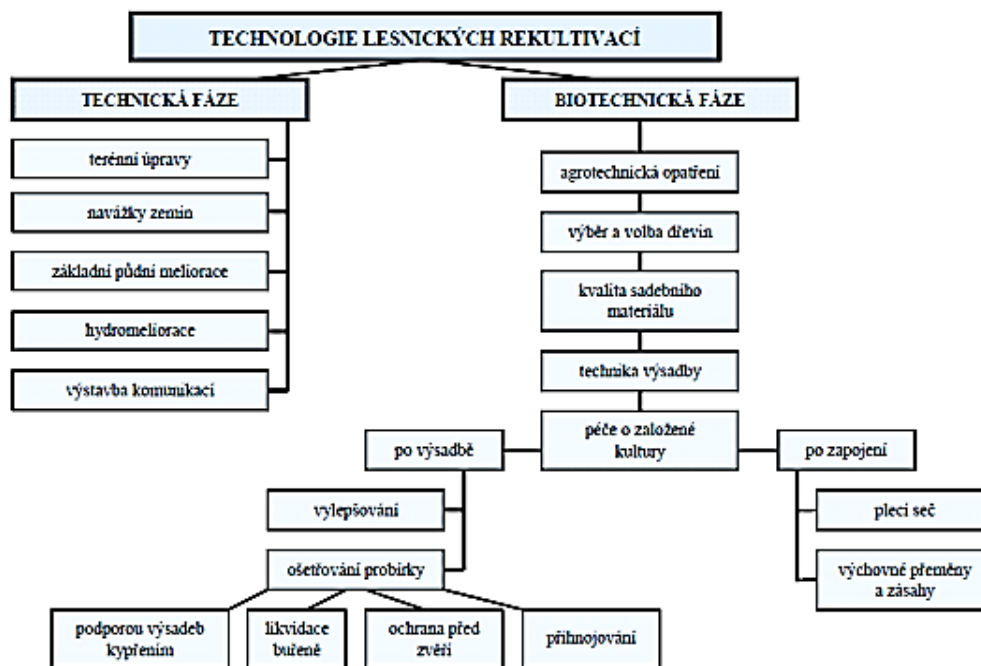 TECHNOLOGIE LESNICKÝCH REKULTIVACÍ
TECHNICKÁ FÁZE
BIOTECHNICKÁ FÁZE
terénní úpravy
navážky zemin
základní půdní meliorace
hydromeliorace
výstavba komunikací
agrotechnická opatření
výběr a volba dřevin
kvalita sadebního
materiálu
technika výsadby
péče o založené
kultury
po výsadbě
po zapojení
vylepšování
ošetřování probírky
plecí seč
výchovné přeměny
a zásahy
podporou výsadeb
kypřením
likvidace
buřeně
ochrana před
zvěří
přihnojování